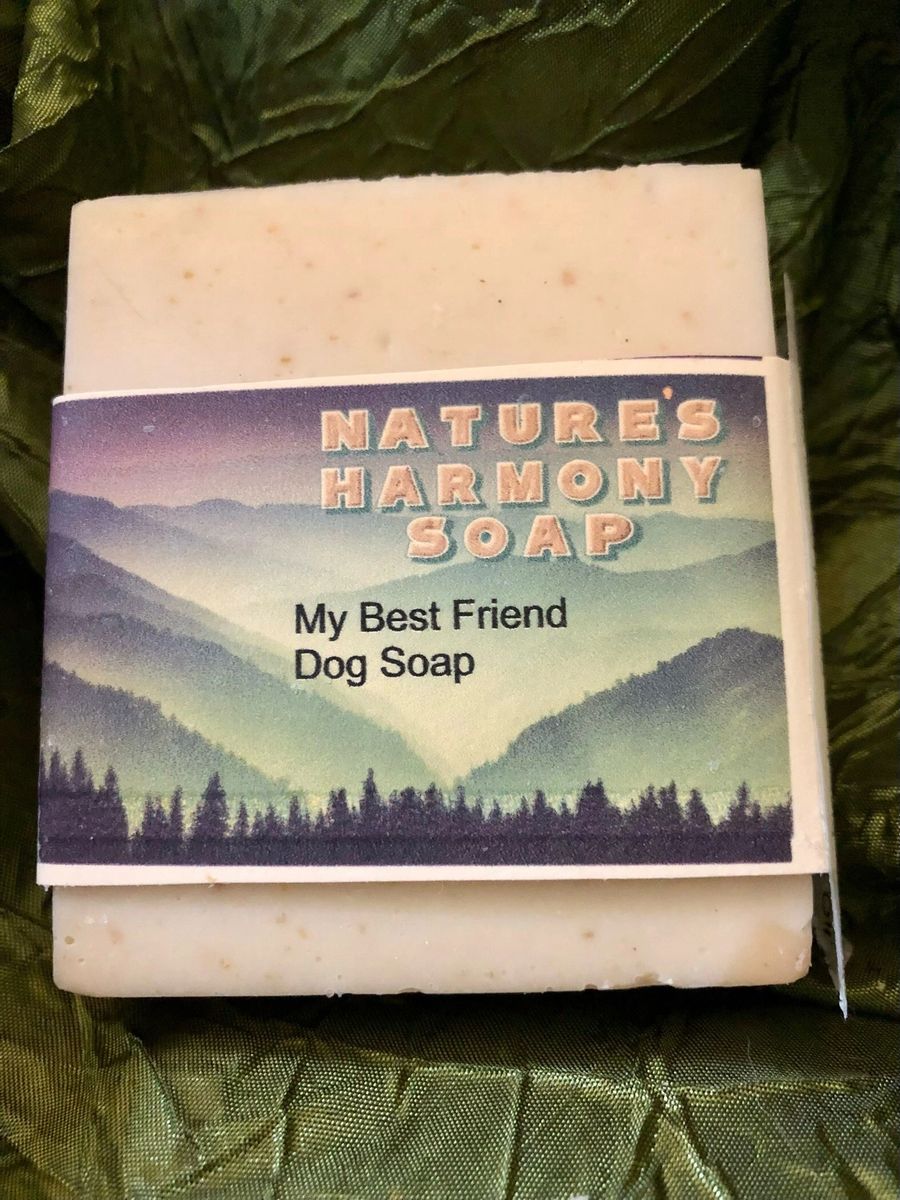 NATURE'S
HARMONY
SOAP
My Best Friend
Dog Soap